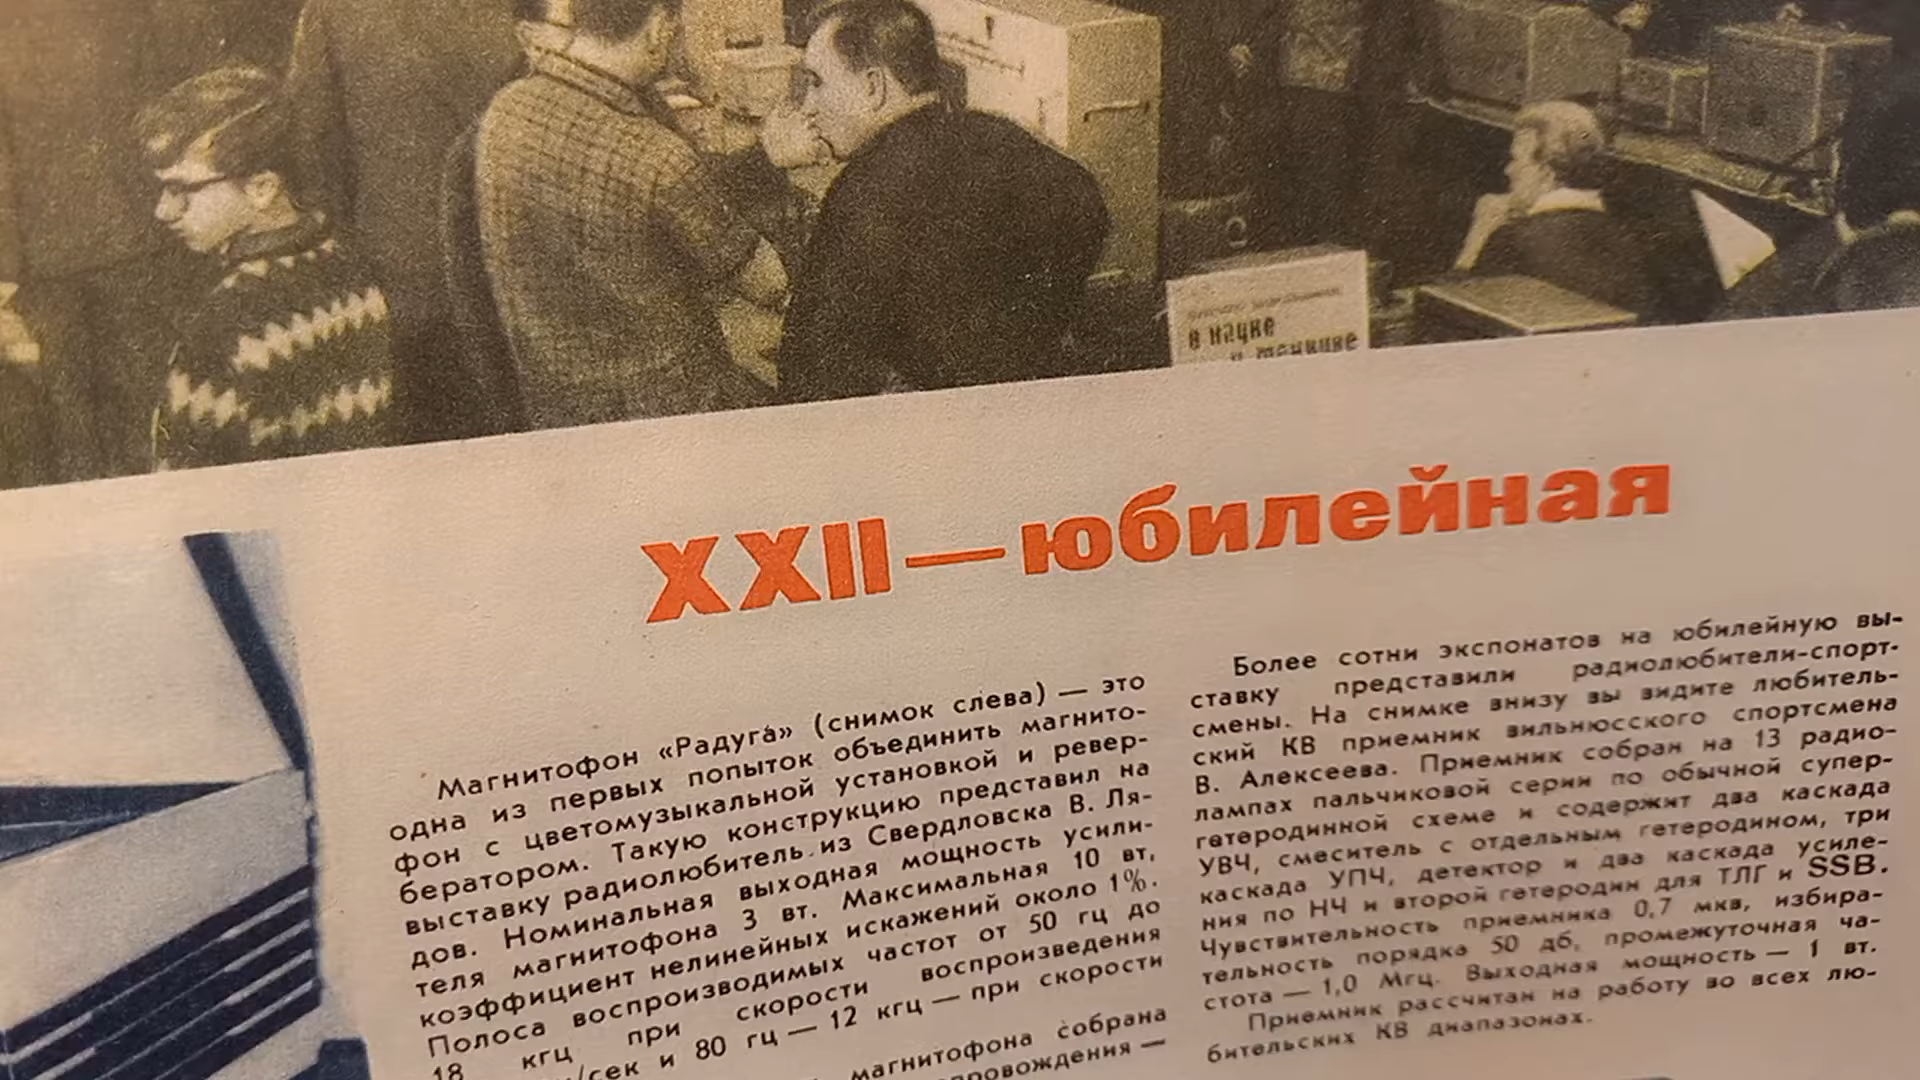 в науке
и технике
XXII—юбилейная
Магнитофон «Радуга» (снимок слева) — это
одна из первых попыток объединить магнито-
фон с цветомузыкальной установкой и ревер-
бератором. Такую конструкцию представил на
выставку радиолюбитель из Свердловска В. Ля-
дов. Номинальная выходная мощность усили-
теля магнитофона 3 вт. Максимальная 10 вт,
коэффициент нелинейных искажений около 1%.
Полоса воспроизводимых частот от 50 гц до
18 кгц при скорости воспроизведения
/сек и 80 гц — 12 кгц — при скорости
магнитофона собрана
Более сотни экспонатов на юбилейную вы-
ставку представили радиолюбители-спорт-
смены. На снимке внизу вы видите любитель-
ский КВ приемник вильнюсского спортсмена
В. Алексеева. Приемник собран на 13 радио-
лампах пальчиковой серии по обычной супер-
гетеродинной схеме и содержит два каскада
УВЧ, смеситель с отдельным гетеродином, три
каскада УПЧ, детектор и два каскада усиле-
ния по НЧ и второй гетеродин для ТЛГ и SSB.
Чувствительность приемника 0,7 мкв, избира-
тельность порядка 50 дб, промежуточная ча-
стота — 1,0 Мгц. Выходная мощность — 1 вт.
Приемник рассчитан на работу во всех лю-
бительских КВ диапазонах.